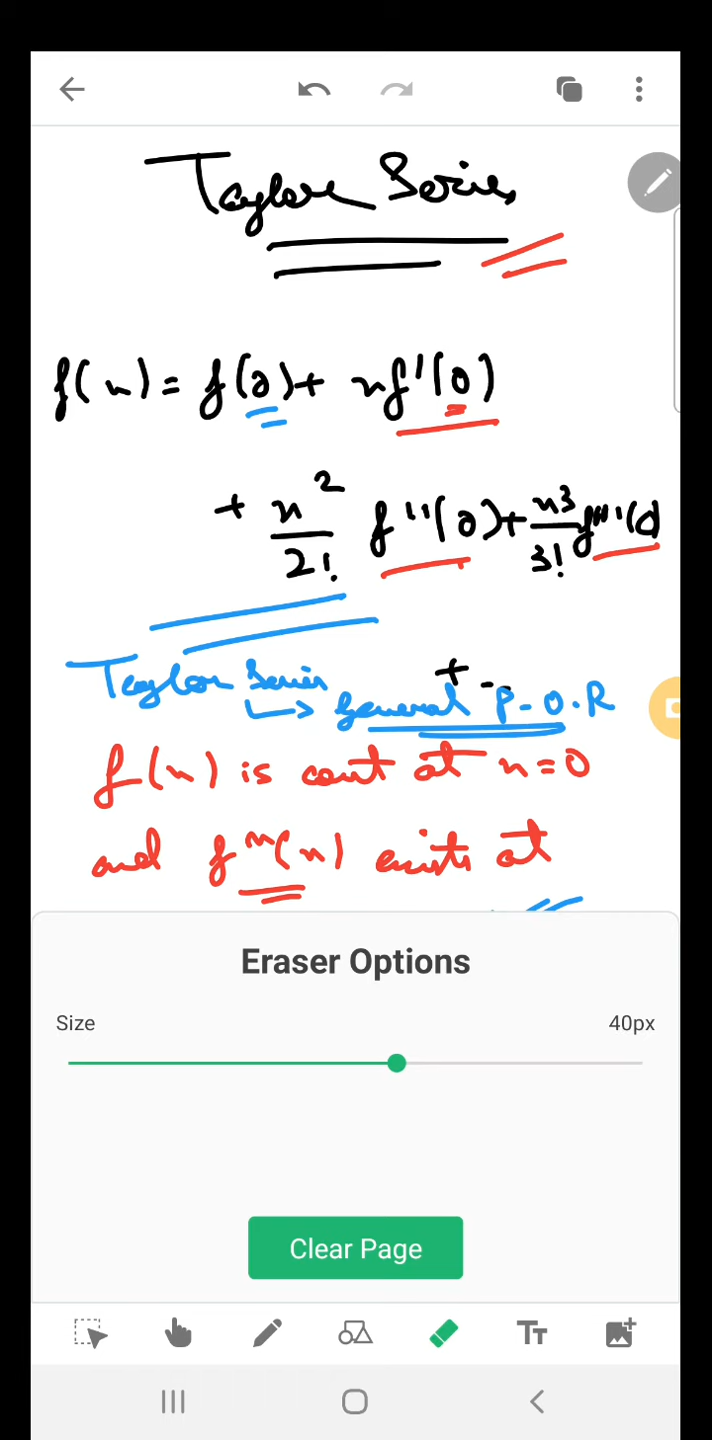 Taylor Series
f(x) = f(0) + xf'(0)
+ x²/2! f''(0) + x³/3! f'''(0)
+ --
Taylor Series
↳ General P.O.R
f(x) is cont at x=0
and fⁿ(x) exists at
Eraser Options
Size 40px
Clear Page
TT